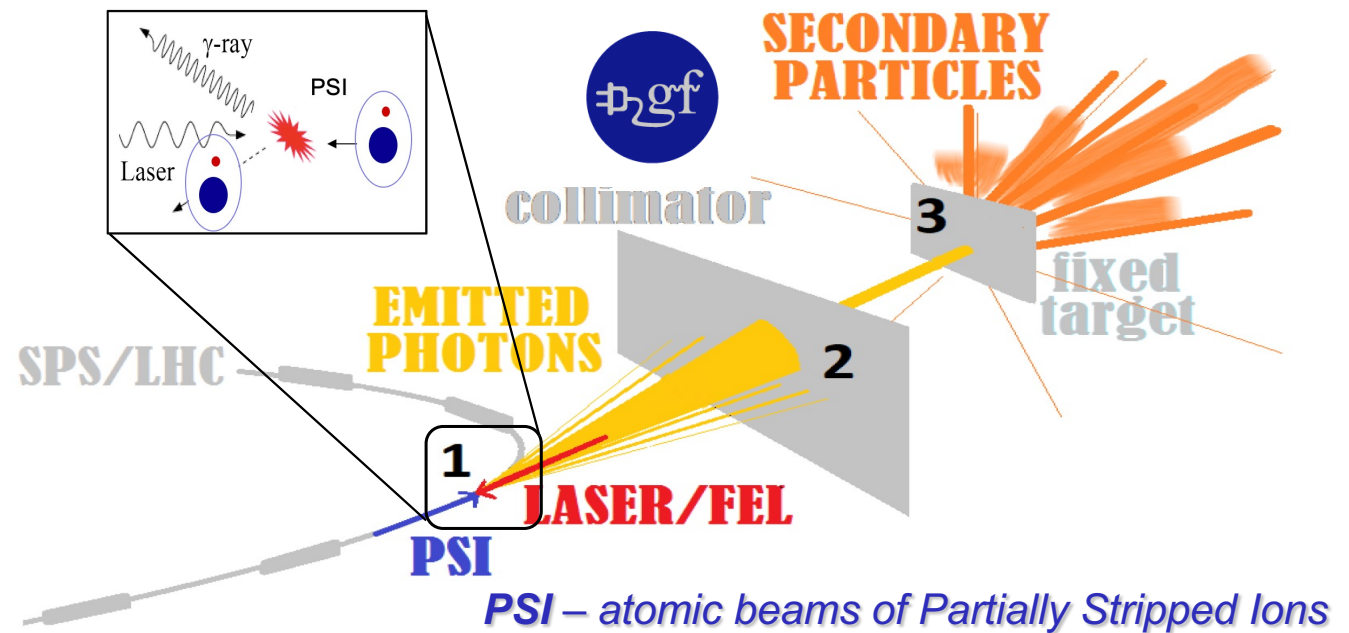 γ-ray
PSI
Laser
gf
SECONDARY
PARTICLES
collimator
3
fixed
target
EMITTED
PHOTONS
2
SPS/LHC
1
LASER/FEL
PSI
PSI – atomic beams of Partially Stripped Ions